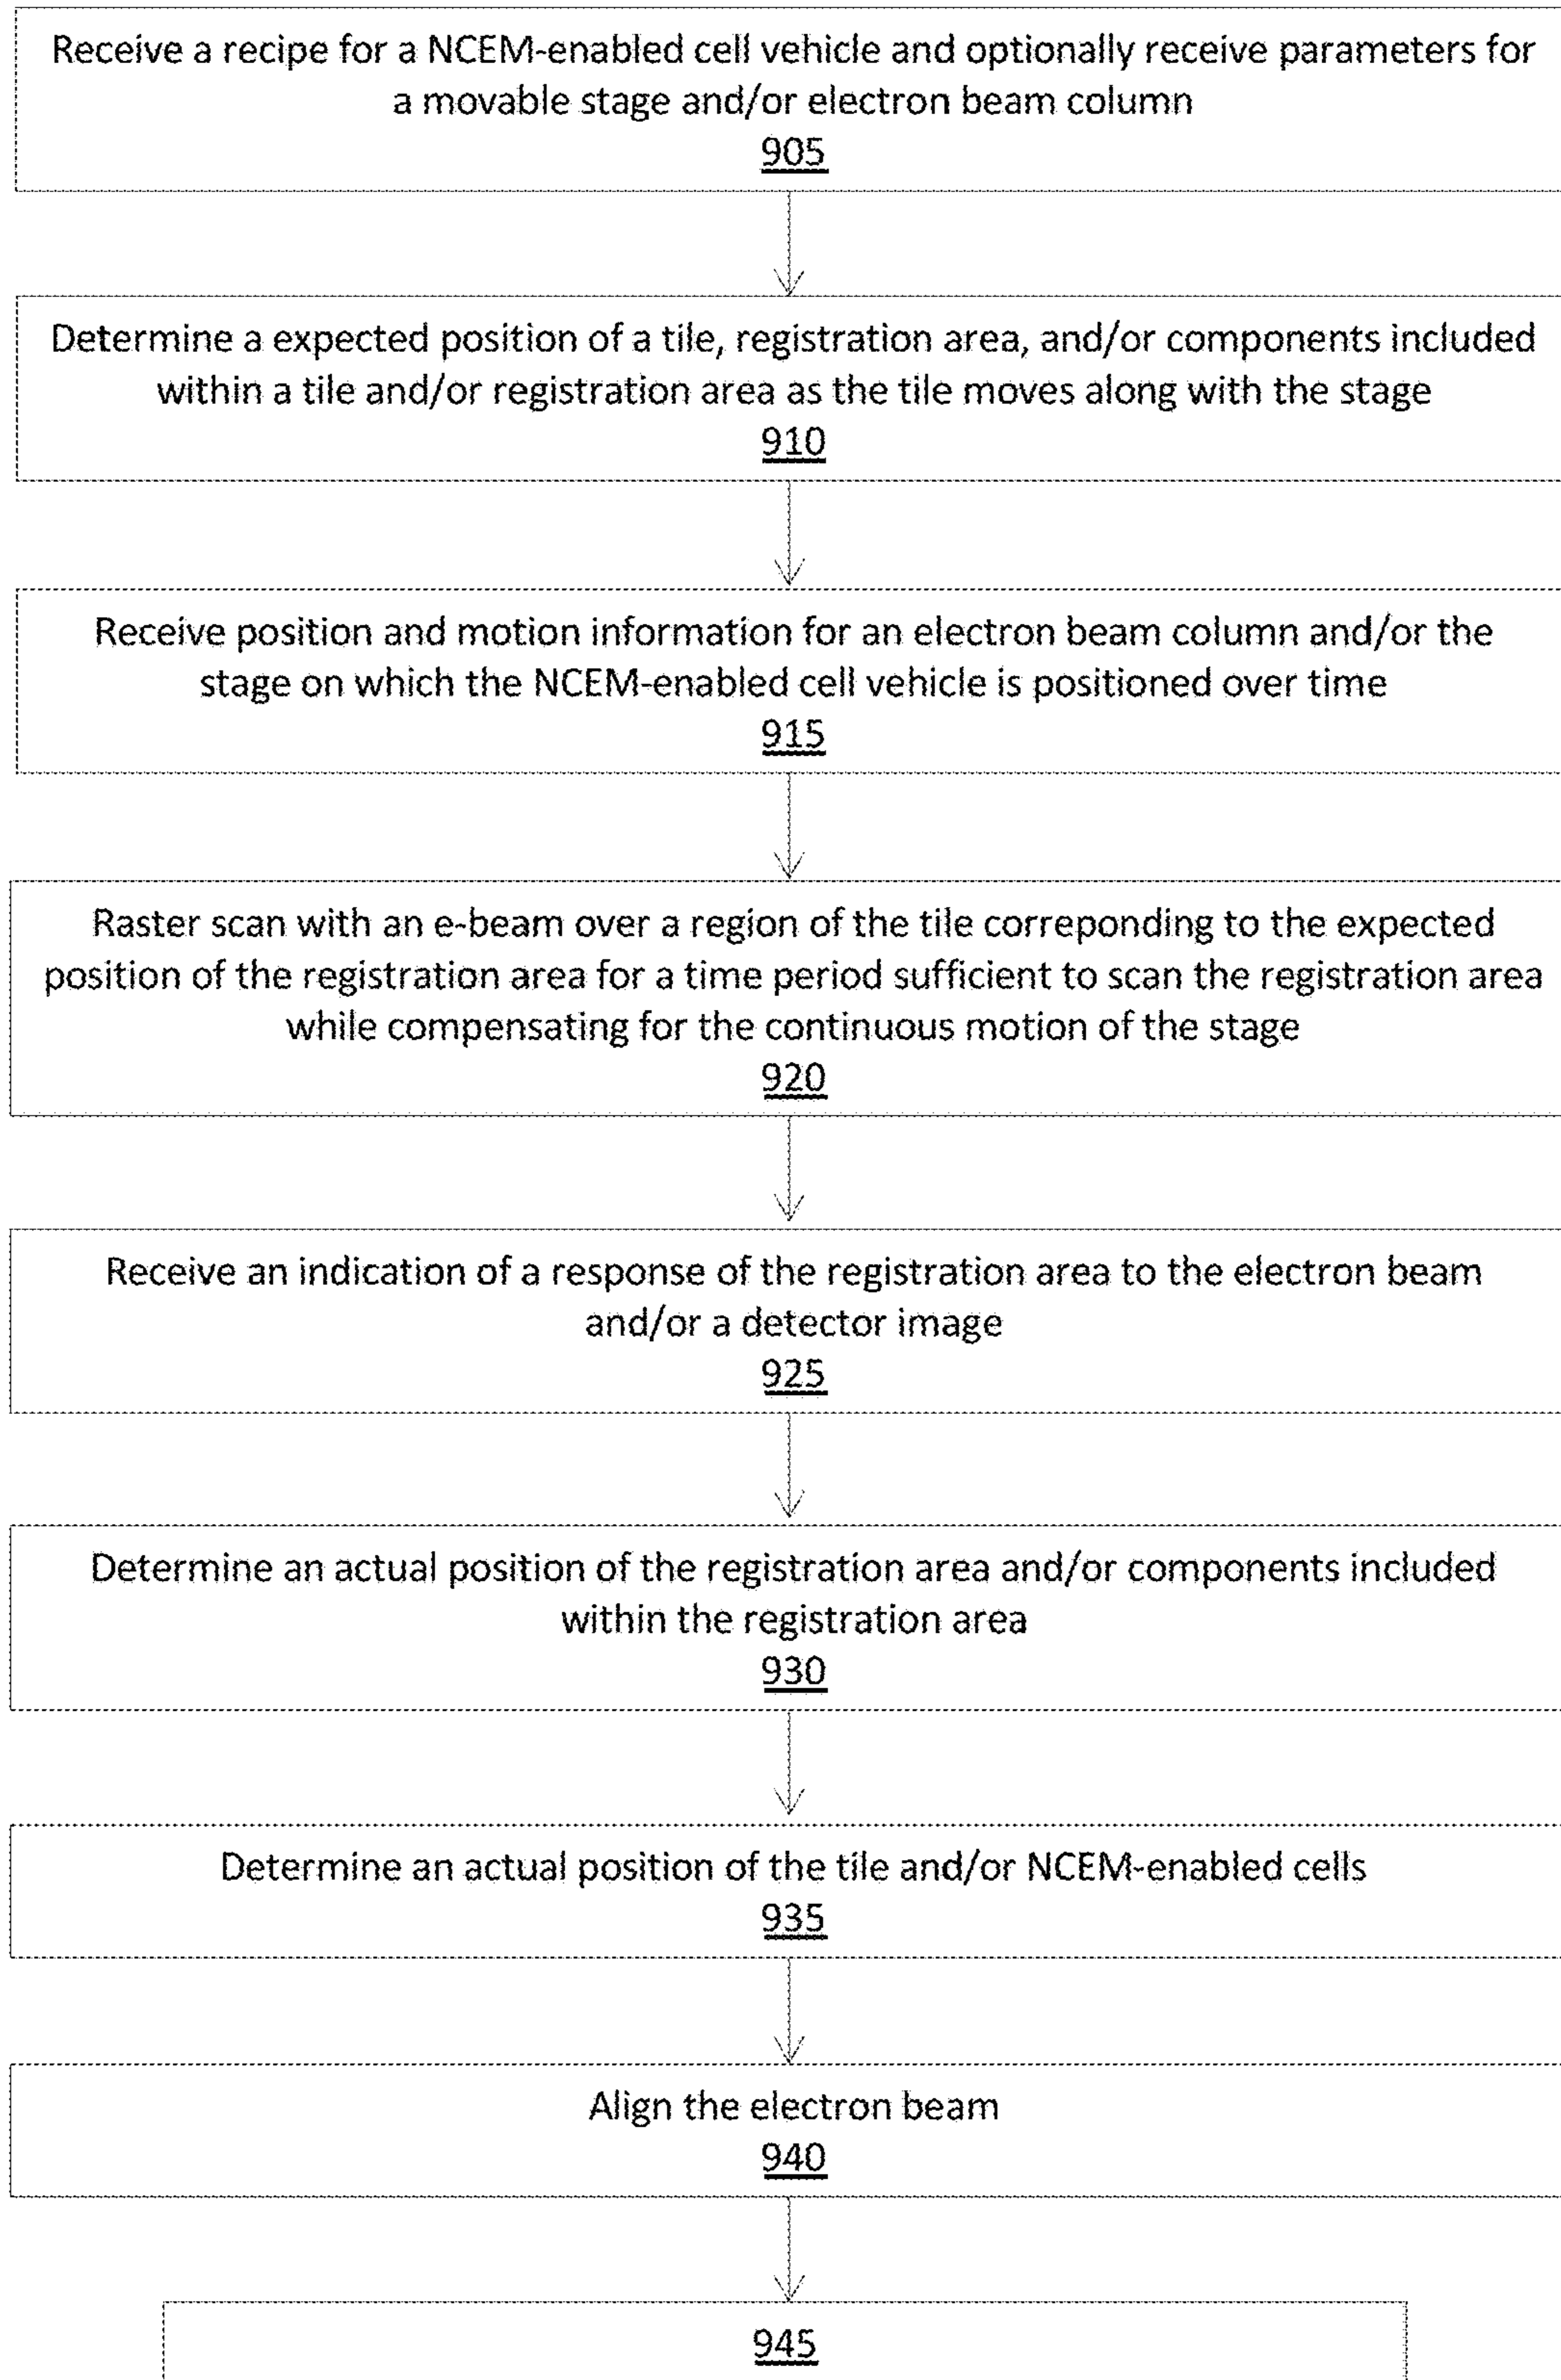 Receive a recipe for a NCEM-enabled cell vehicle and optionally receive parameters for
a movable stage and/or electron beam column
905
Determine a expected position of a tile, registration area, and/or components included
within a tile and/or registration area as the tile moves along with the stage
910
Receive position and motion information for an electron beam column and/or the
stage on which the NCEM-enabled cell vehicle is positioned over time
915
Raster scan with an e-beam over a region of the tile correponding to the expected
position of the registration area for a time period sufficient to scan the registration area
while compensating for the continuous motion of the stage
920
Receive an indication of a response of the registration area to the electron beam
and/or a detector image
925
Determine an actual position of the registration area and/or components included
within the registration area
930
Determine an actual position of the tile and/or NCEM-enabled cells
935
Align the electron beam
940
945